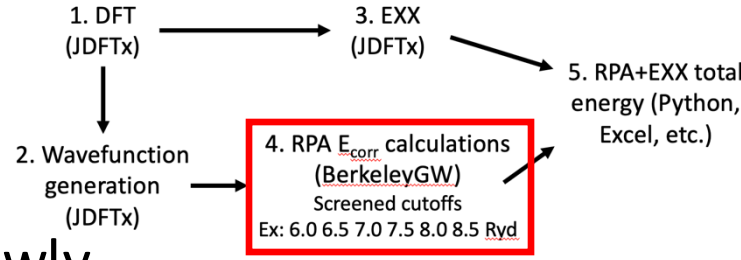 1. DFT
(JDFTx)
3. EXX
(JDFTx)
5. RPA+EXX total
energy (Python,
Excel, etc.)
2. Wavefunction
generation
(JDFTx)
4. RPA Ecorr calculations
(BerkeleyGW)
Screened cutoffs
Ex: 6.0 6.5 7.0 7.5 8.0 8.5 Ryd